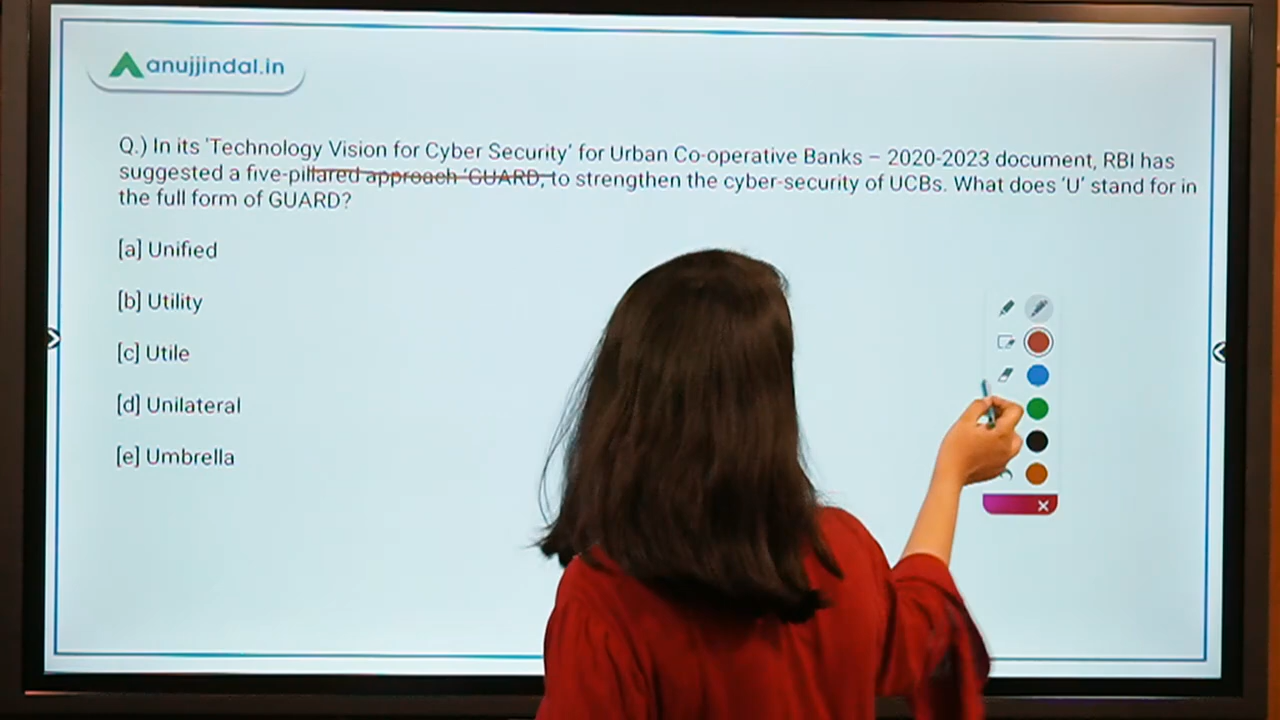 anujjindal.in
Q.) In its 'Technology Vision for Cyber Security' for Urban Co-operative Banks – 2020-2023 document, RBI has
suggested a five-pillared approach 'GUARD, to strengthen the cyber-security of UCBs. What does 'U' stand for in
the full form of GUARD?
[a] Unified
[b] Utility
[c] Utile
[d] Unilateral
[e] Umbrella